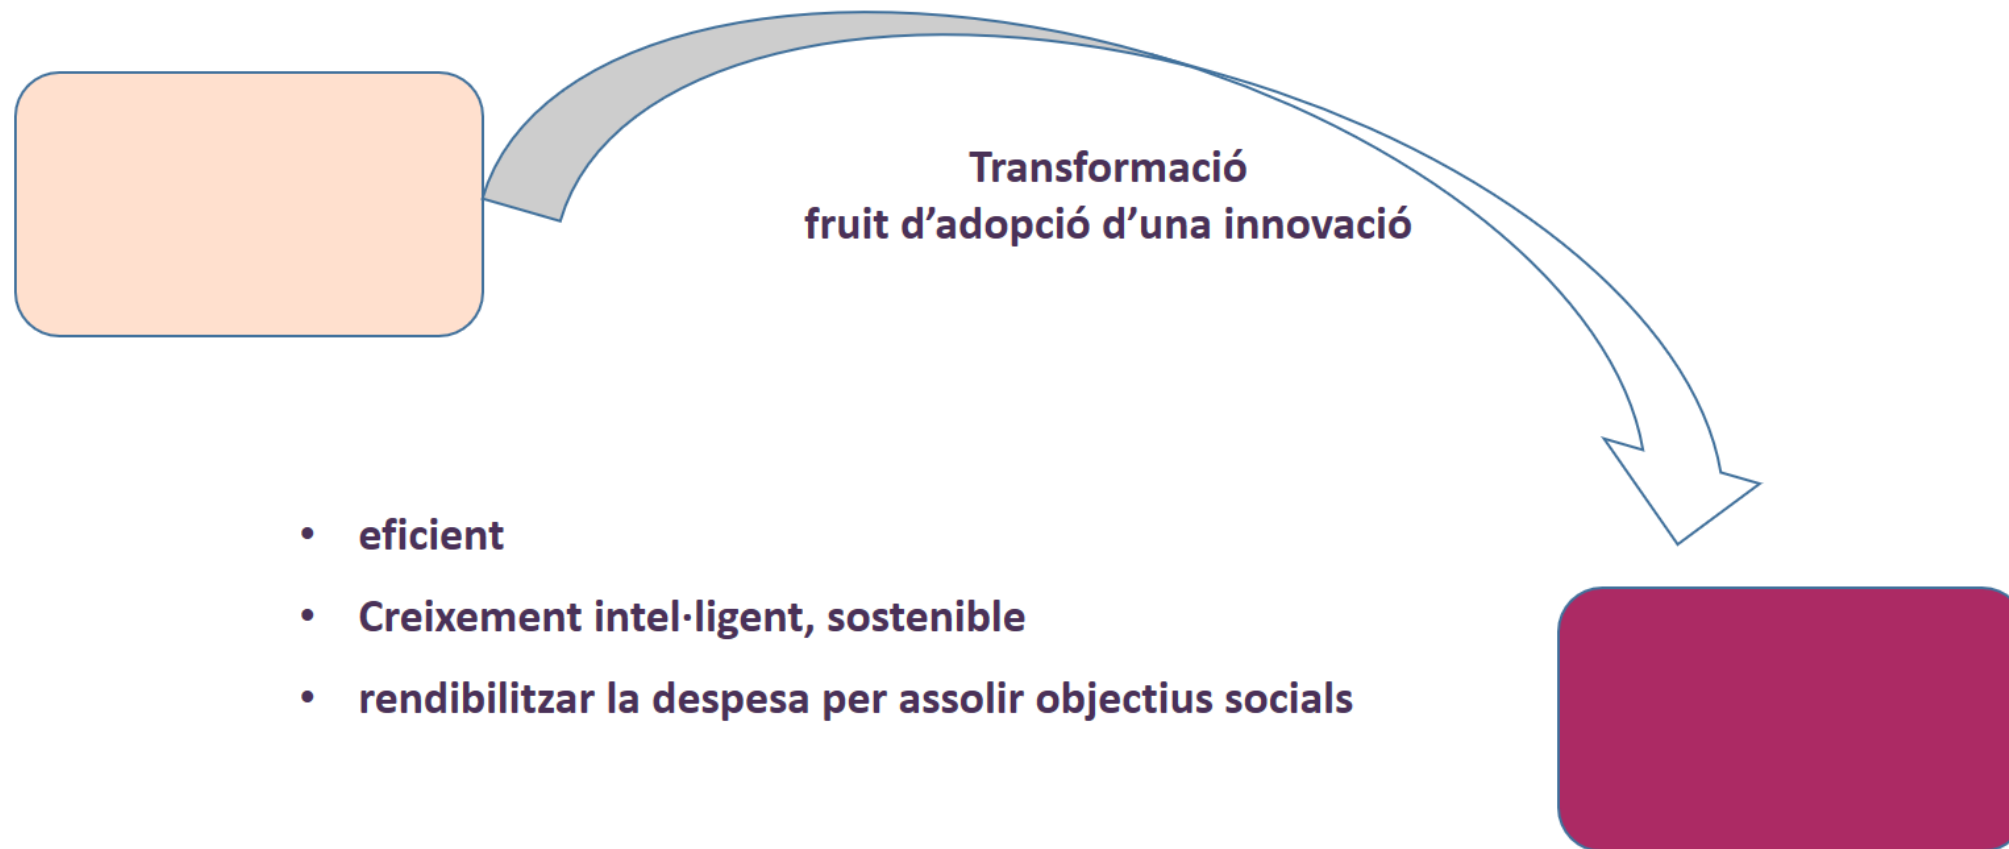 Transformació
fruit d’adopció d’una innovació
• eficient
• Creixement intel·ligent, sostenible
• rendibilitzar la despesa per assolir objectius socials